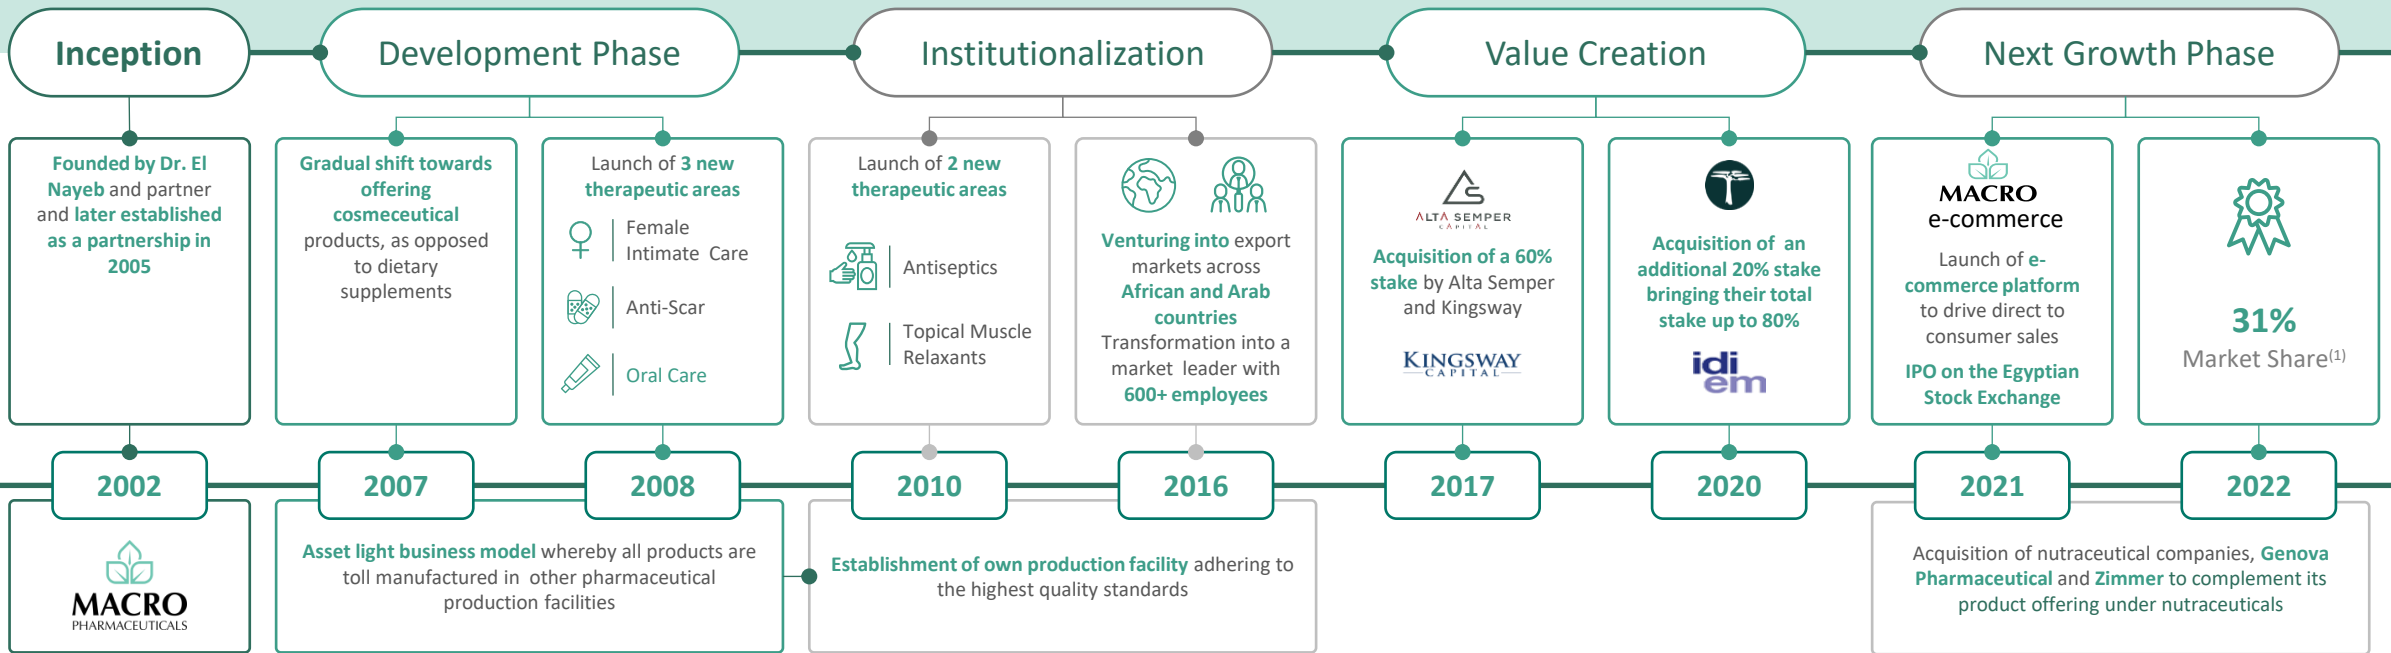 Inception
Development Phase
Institutionalization
Value Creation
Next Growth Phase
Founded by Dr. El
Nayeb and partner
and later established
as a partnership in
2005
Gradual shift towards
offering
cosmeceutical
products, as opposed
to dietary
supplements
Launch of 3 new
therapeutic areas
Female
Intimate Care
Anti-Scar
Oral Care
Launch of 2 new
therapeutic areas
Antiseptics
Topical Muscle
Relaxants
Venturing into export
markets across
African and Arab
countries
Transformation into a
market leader with
600+ employees
ALTA SEMPER
CAPITAL
Acquisition of a 60%
stake by Alta Semper
and Kingsway
KINGSWAY
CAPITAL
Acquisition of an
additional 20% stake
bringing their total
stake up to 80%
idi
em
MACRO
e-commerce
Launch of e-
commerce platform
to drive direct to
consumer sales
IPO on the Egyptian
Stock Exchange
31%
Market Share(1)
2002
2007
2008
2010
2016
2017
2020
2021
2022
MACRO
PHARMACEUTICALS
Asset light business model whereby all products are
toll manufactured in other pharmaceutical
production facilities
Establishment of own production facility adhering to
the highest quality standards
Acquisition of nutraceutical companies, Genova
Pharmaceutical and Zimmer to complement its
product offering under nutraceuticals